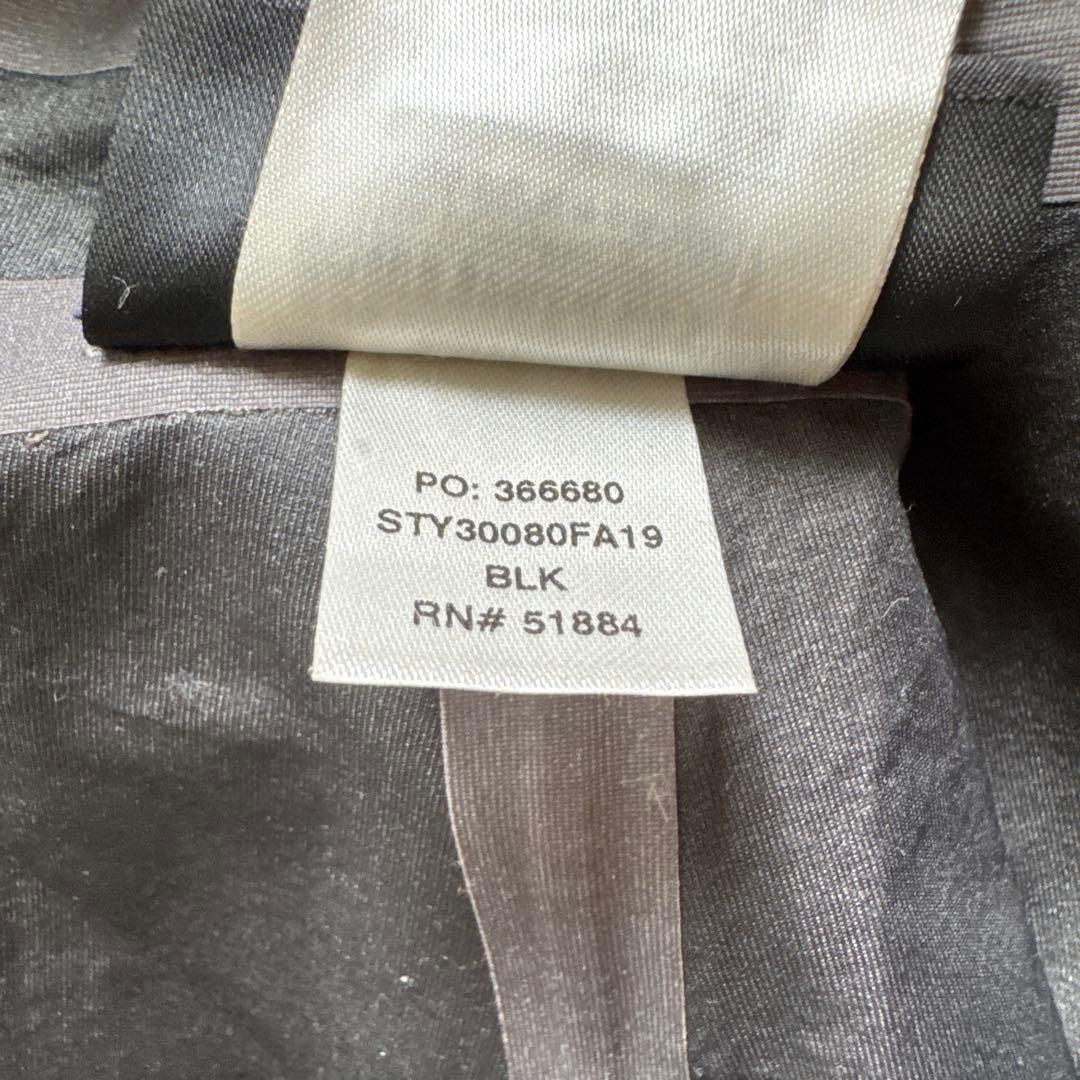 PO: 366680
STY30080FA19
BLK
RN# 51884